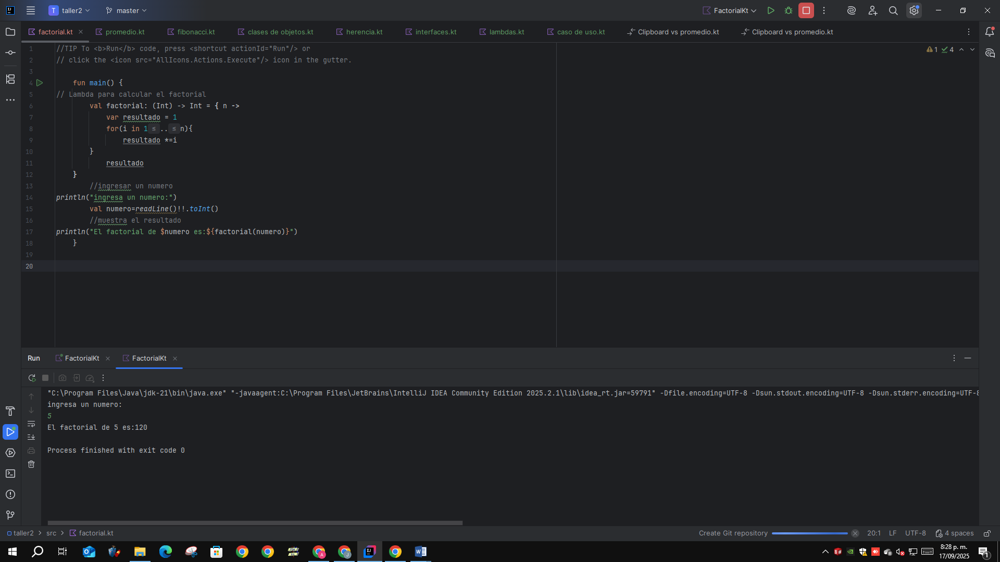 T taller2 master FactorialKt
factorial.kt promedio.kt fibonacci.kt clases de objetos.kt herencia.kt interfaces.kt lambdas.kt caso de uso.kt Clipboard vs promedio.kt Clipboard vs promedio.kt
1 //TIP To <b>Run</b> code, press <shortcut actionId="Run"/> or
1 4
2 // click the <icon src="AllIcons.Actions.Execute"/> icon in the gutter.
3
4 fun main() {
5 // Lambda para calcular el factorial
6 val factorial: (Int) -> Int = { n ->
7 var resultado = 1
8 for(i in 1 ≤ .. ≤ n){
9 resultado *=i
10 }
11 resultado
12 }
13 //ingresar un numero
14 println("ingresa un numero:")
15 val numero=readLine()!!.toInt()
16 //muestra el resultado
17 println("El factorial de $numero es:${factorial(numero)}")
18 }
19
20
Run FactorialKt FactorialKt
"C:\Program Files\Java\jdk-21\bin\java.exe" "-javaagent:C:\Program Files\JetBrains\IntelliJ IDEA Community Edition 2025.2.1\lib\idea_rt.jar=59791" -Dfile.encoding=UTF-8 -Dsun.stdout.encoding=UTF-8 -Dsun.stderr.encoding=UTF-8
ingresa un numero:
5
El factorial de 5 es:120
Process finished with exit code 0
taller2 > src > factorial.kt Create Git repository 20:1 LF UTF-8 4 spaces
8:28 p. m.
17/09/2025